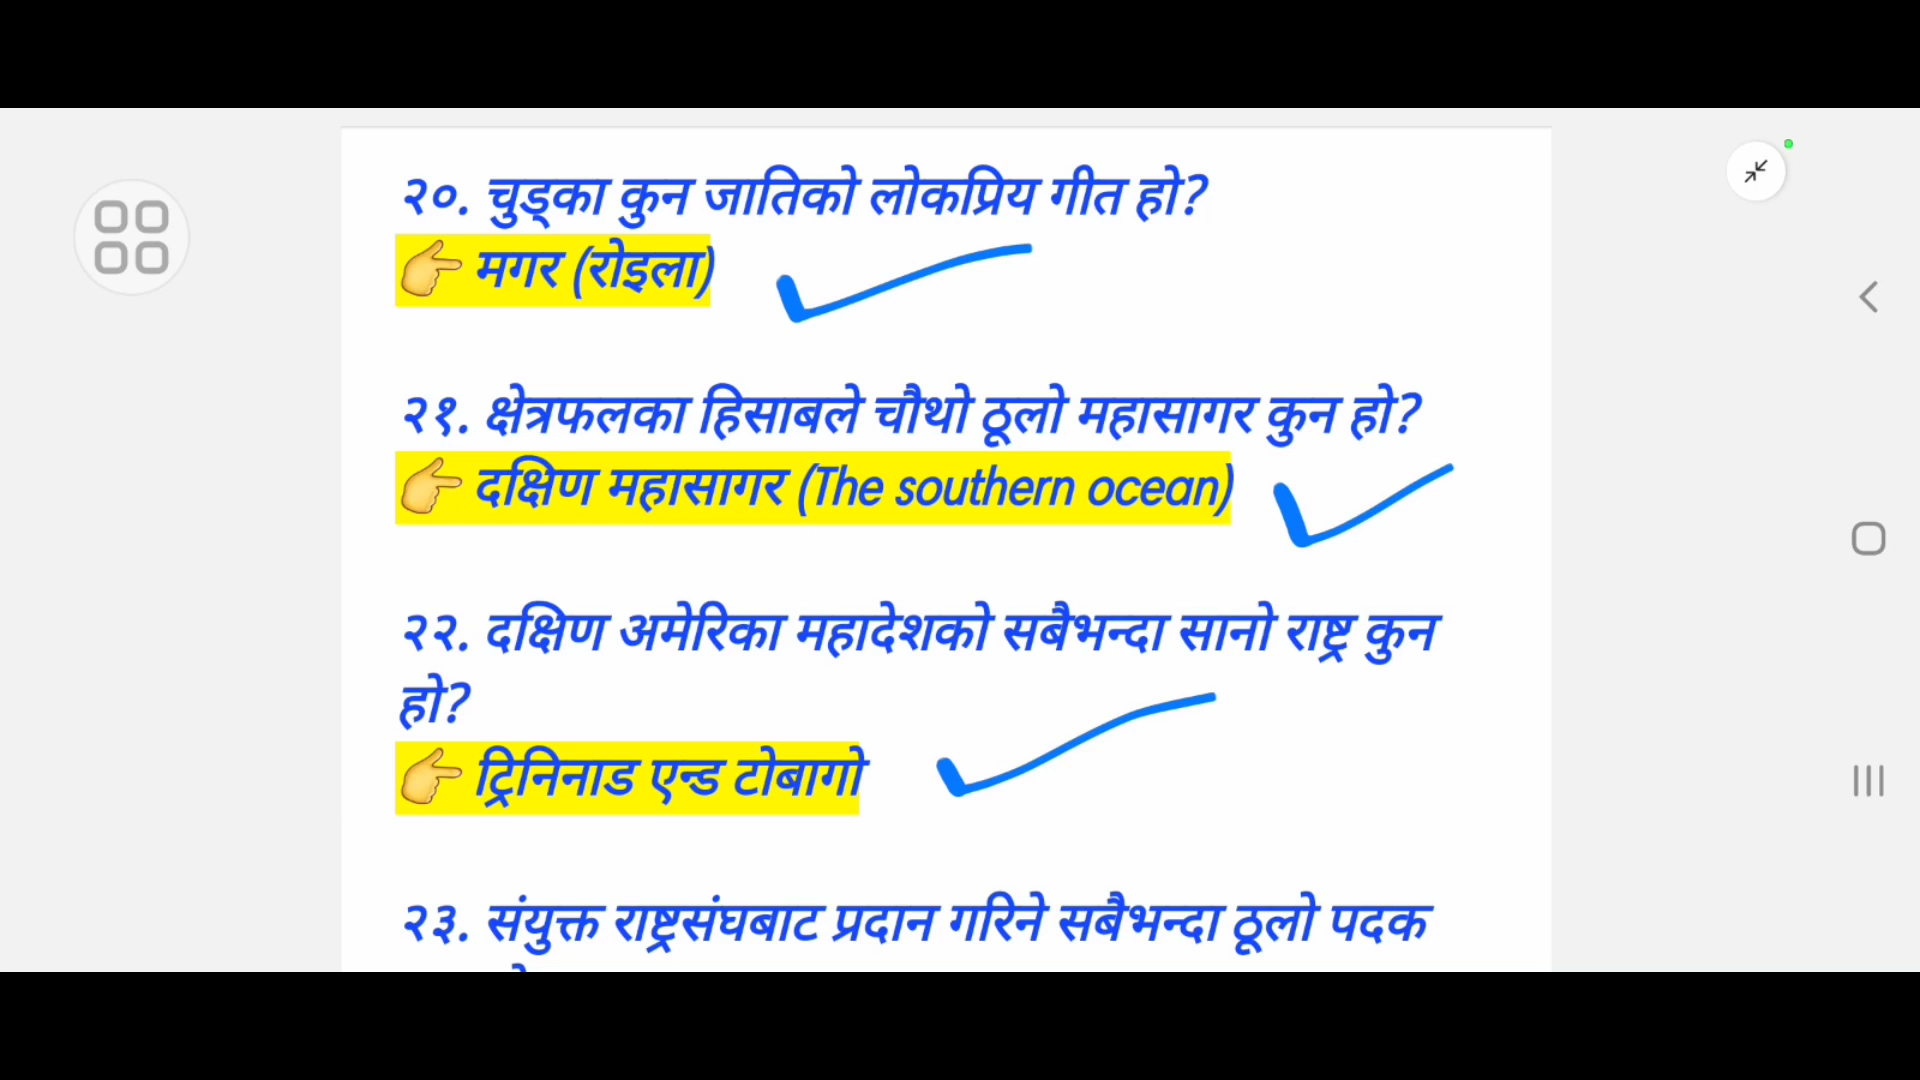 २०. चुड्का कुन जातिको लोकप्रिय गीत हो?
👉 मगर (रोइला)
२१. क्षेत्रफलका हिसाबले चौथो ठूलो महासागर कुन हो?
👉 दक्षिण महासागर (The southern ocean)
२२. दक्षिण अमेरिका महादेशको सबैभन्दा सानो राष्ट्र कुन
हो?
👉 ट्रिनिनाड एन्ड टोबागो
२३. संयुक्त राष्ट्रसंघबाट प्रदान गरिने सबैभन्दा ठूलो पदक